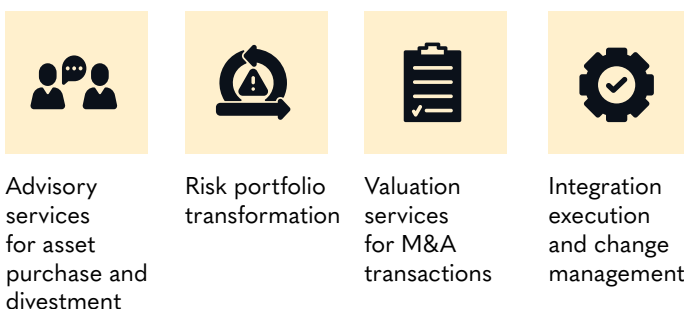 Advisory
services
for asset
purchase and
divestment
Risk portfolio
transformation
Valuation
services
for M&A
transactions
Integration
execution
and change
management